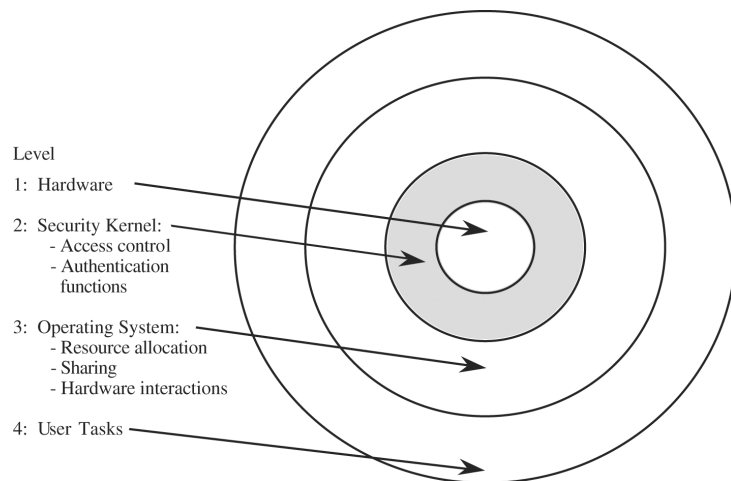 Level
1: Hardware
2: Security Kernel:
- Access control
- Authentication
functions
3: Operating System:
- Resource allocation
- Sharing
- Hardware interactions
4: User Tasks